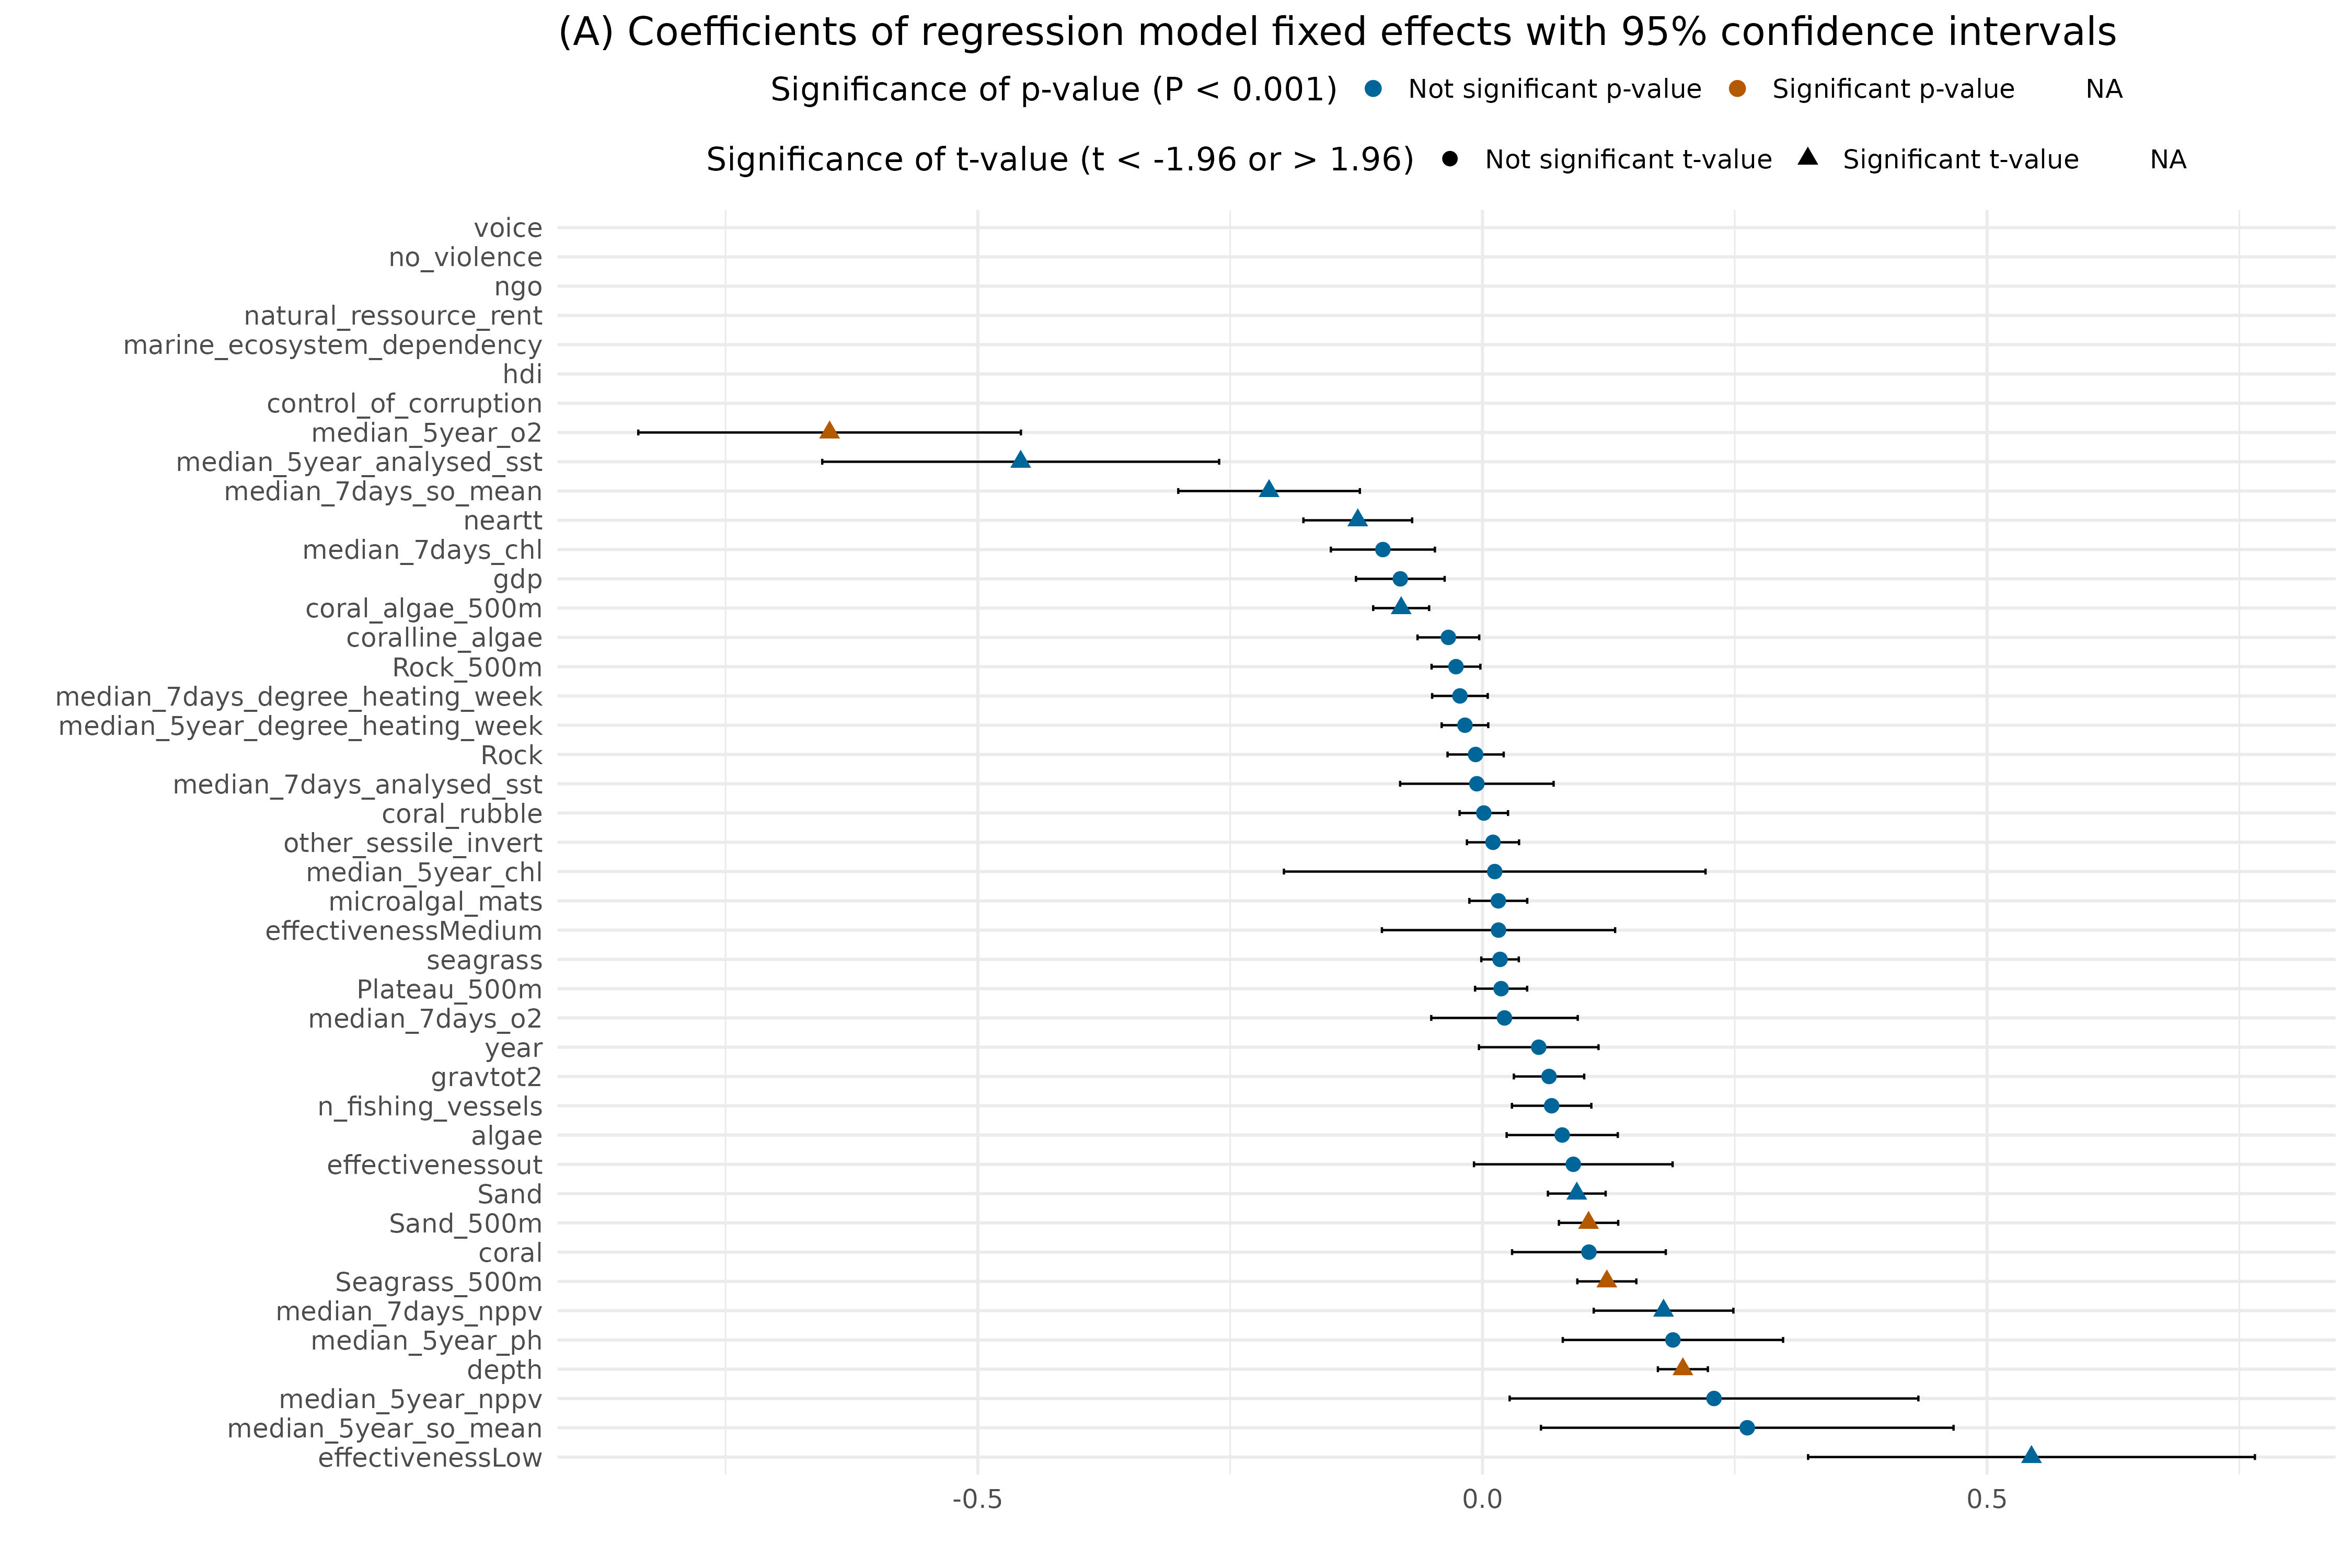 (A) Coefficients of regression model fixed effects with 95% confidence intervals
Significance of p-value (P < 0.001) Not significant p-value Significant p-value NA
Significance of t-value (t < -1.96 or > 1.96) Not significant t-value Significant t-value NA
voice
no_violence
ngo
natural_ressource_rent
marine_ecosystem_dependency
hdi
control_of_corruption
median_5year_o2
median_5year_analysed_sst
median_7days_so_mean
neartt
median_7days_chl
gdp
coral_algae_500m
coralline_algae
Rock_500m
median_7days_degree_heating_week
median_5year_degree_heating_week
Rock
median_7days_analysed_sst
coral_rubble
other_sessile_invert
median_5year_chl
microalgal_mats
effectivenessMedium
seagrass
Plateau_500m
median_7days_o2
year
gravtot2
n_fishing_vessels
algae
effectivenessout
Sand
Sand_500m
coral
Seagrass_500m
median_7days_nppv
median_5year_ph
depth
median_5year_nppv
median_5year_so_mean
effectivenessLow
-0.5 0.0 0.5